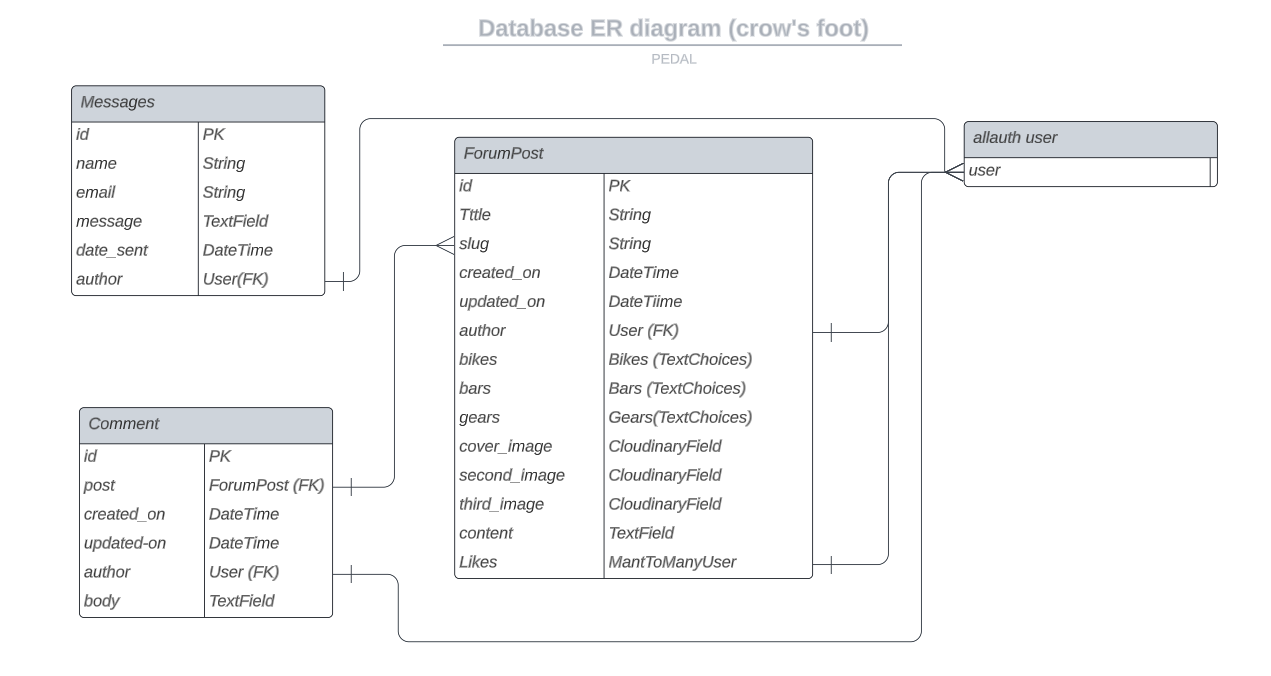 Database ER diagram (crow's foot)
PEDAL
Messages
id PK
name String
email String
message TextField
date_sent DateTime
author User(FK)
ForumPost
id PK
Tttle String
slug String
created_on DateTime
updated_on DateTiime
author User (FK)
bikes Bikes (TextChoices)
bars Bars (TextChoices)
gears Gears(TextChoices)
cover_image CloudinaryField
second_image CloudinaryField
third_image CloudinaryField
content TextField
Likes MantToManyUser
allauth user
user
Comment
id PK
post ForumPost (FK)
created_on DateTime
updated-on DateTime
author User (FK)
body TextField